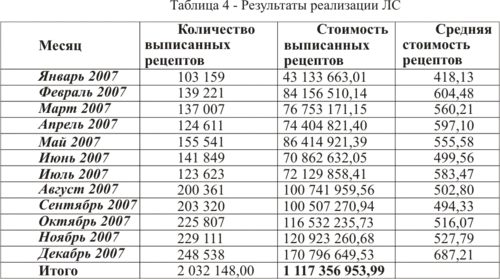 Таблица 4 - Результаты реализации ЛС
Месяц Количество выписанных рецептов Стоимость выписанных рецептов Средняя стоимость рецептов
Январь 2007 103 159 43 133 663,01 418,13
Февраль 2007 139 221 84 156 510,14 604,48
Март 2007 137 007 76 753 171,15 560,21
Апрель 2007 124 611 74 404 821,40 597,10
Май 2007 155 541 86 414 921,39 555,58
Июнь 2007 141 849 70 862 632,05 499,56
Июль 2007 123 623 72 129 858,41 583,47
Август 2007 200 361 100 741 959,56 502,80
Сентябрь 2007 203 320 100 507 270,94 494,33
Октябрь 2007 225 807 116 532 235,73 516,07
Ноябрь 2007 229 111 120 923 260,68 527,79
Декабрь 2007 248 538 170 796 649,53 687,21
Итого 2 032 148,00 1 117 356 953,99